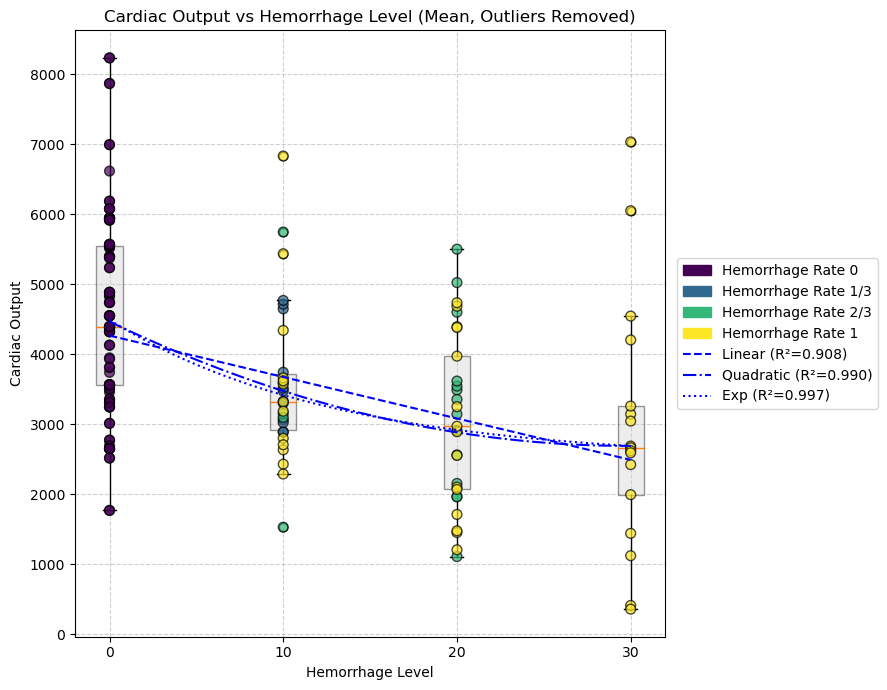 Cardiac Output vs Hemorrhage Level (Mean, Outliers Removed)
Cardiac Output
8000
7000
6000
5000
4000
3000
2000
1000
0
0
10
20
30
Hemorrhage Level
Hemorrhage Rate 0
Hemorrhage Rate 1/3
Hemorrhage Rate 2/3
Hemorrhage Rate 1
Linear (R²=0.908)
Quadratic (R²=0.990)
Exp (R²=0.997)